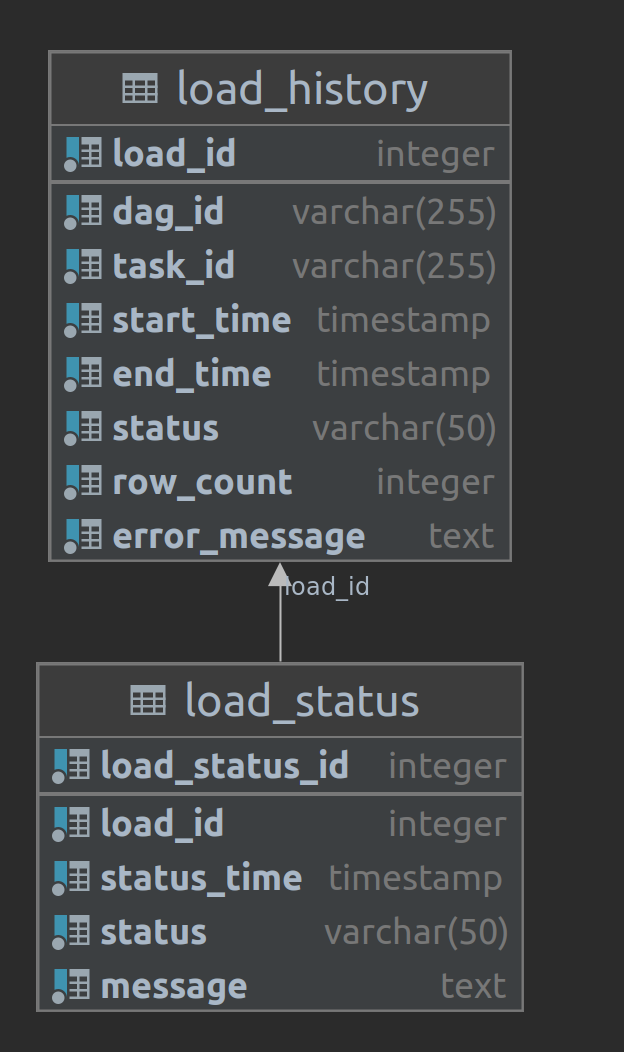 load_history
load_id integer
dag_id varchar(255)
task_id varchar(255)
start_time timestamp
end_time timestamp
status varchar(50)
row_count integer
error_message text
load_id
load_status
load_status_id integer
load_id integer
status_time timestamp
status varchar(50)
message text